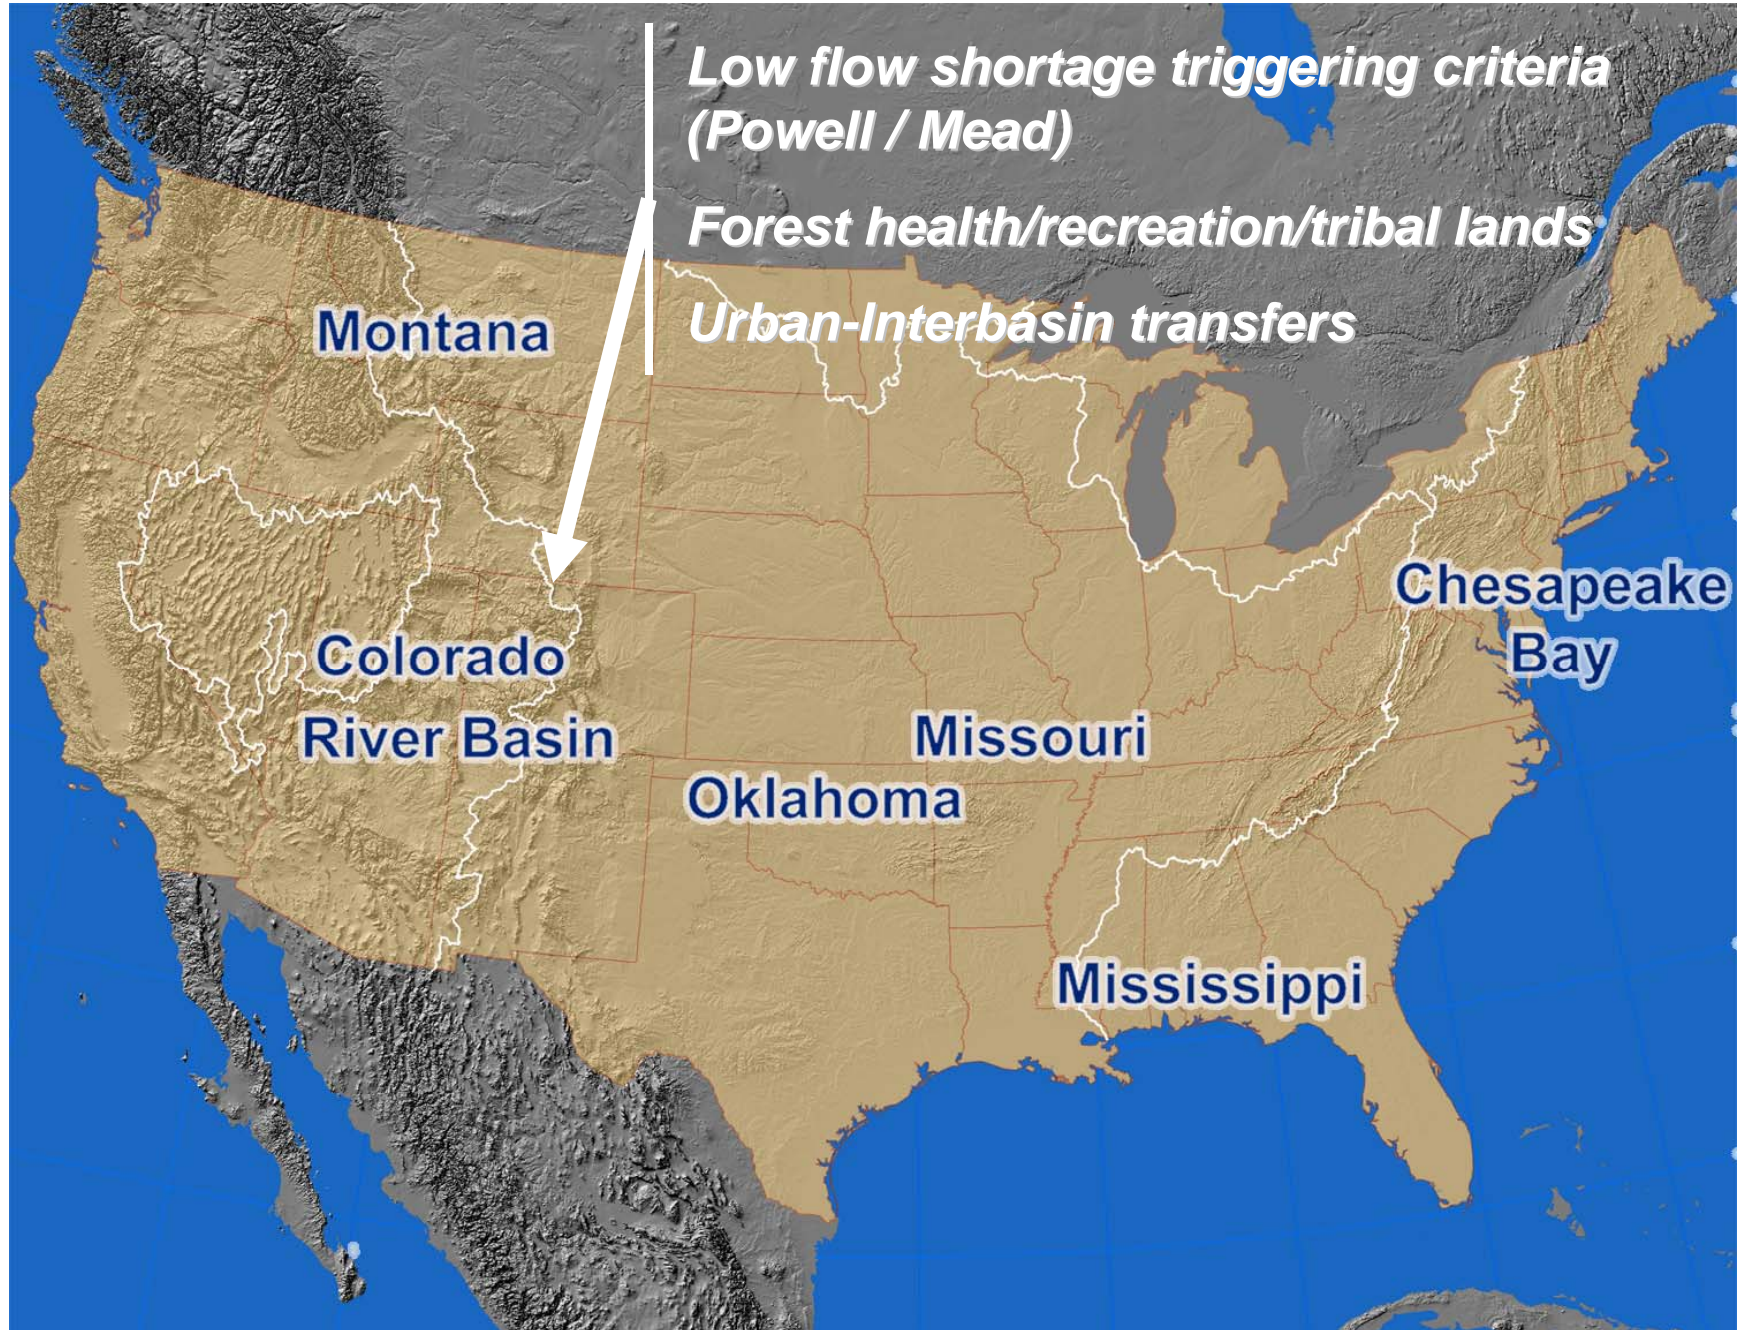 Low flow shortage triggering criteria
(Powell / Mead)
Forest health/recreation/tribal lands
Urban-Interbasin transfers
Montana
Chesapeake
Bay
Colorado
River Basin
Missouri
Oklahoma
Mississippi